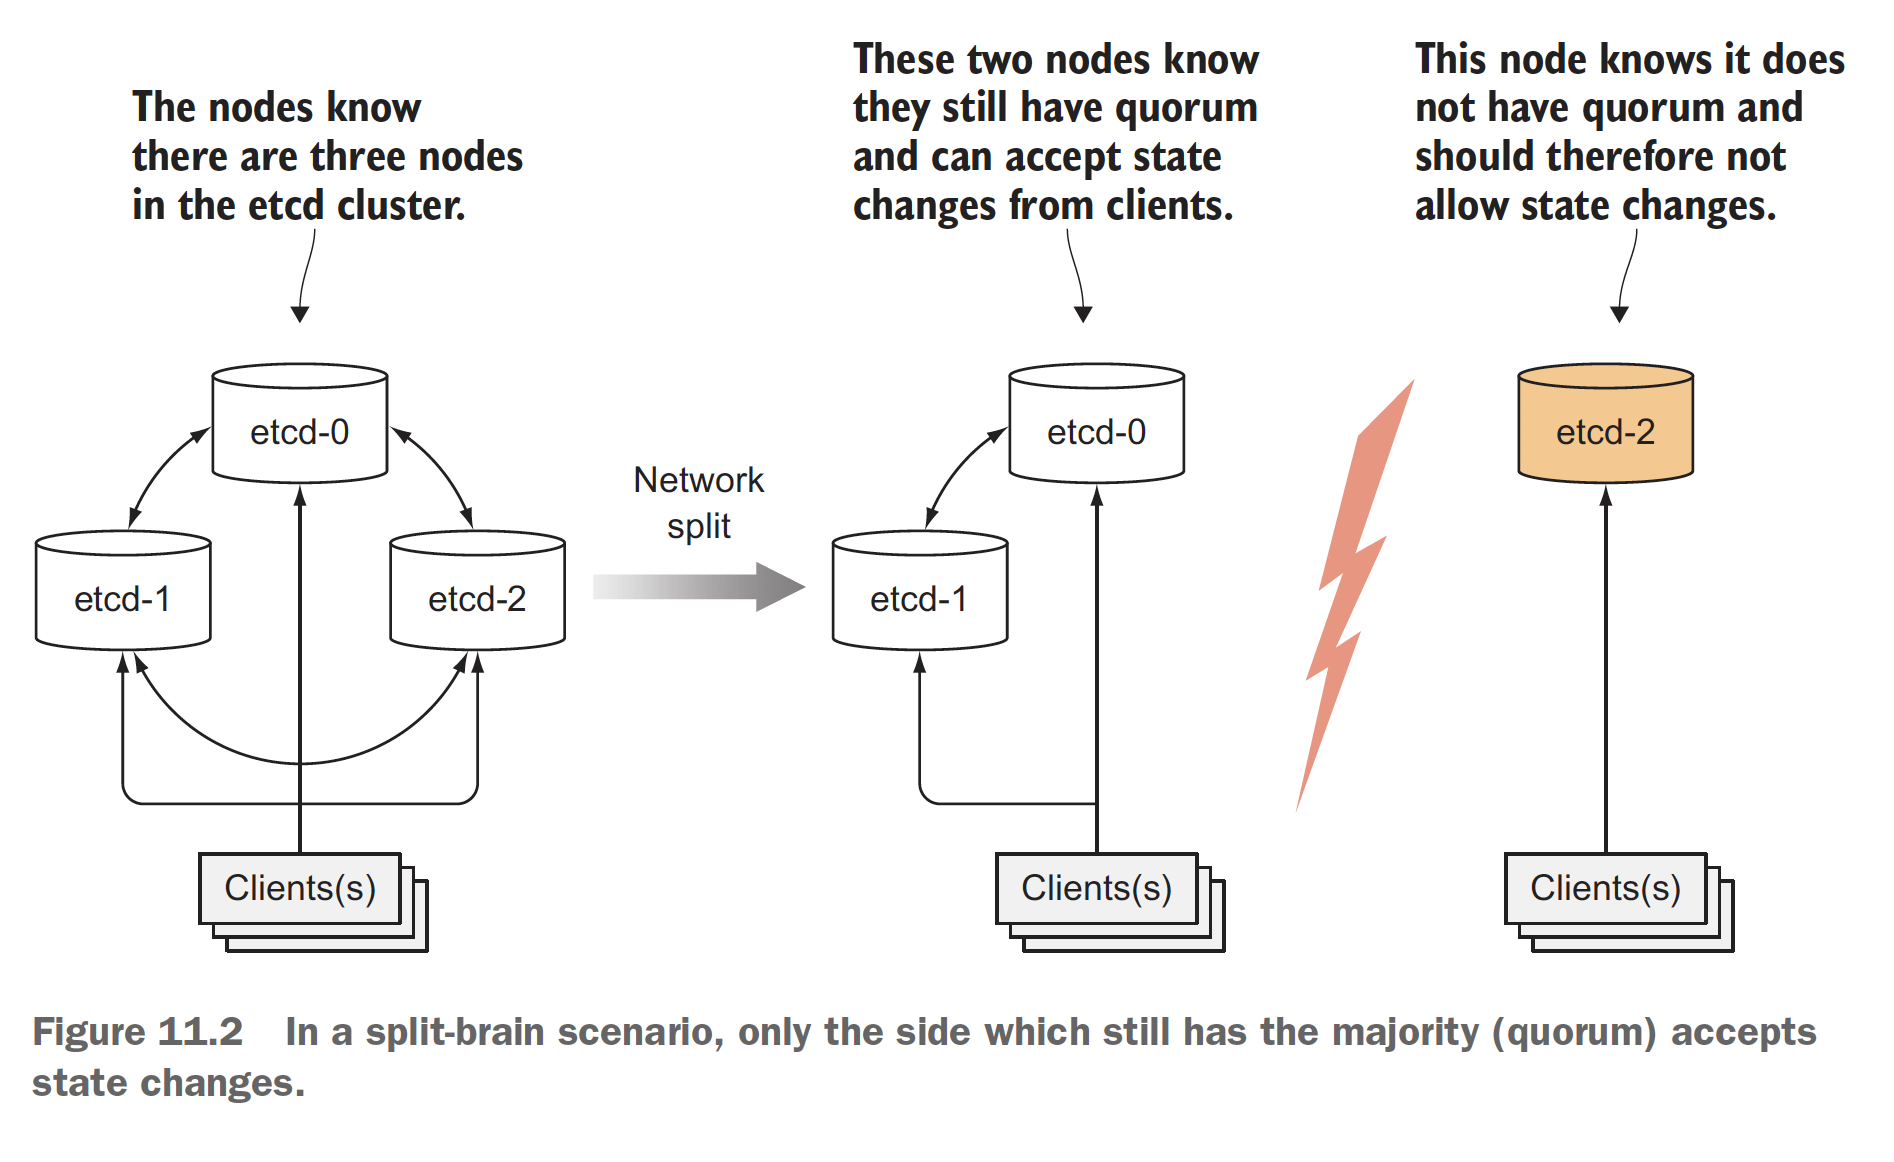 The nodes know
there are three nodes
in the etcd cluster.
These two nodes know
they still have quorum
and can accept state
changes from clients.
This node knows it does
not have quorum and
should therefore not
allow state changes.
etcd-0
etcd-1
etcd-2
Clients(s)
Network
split
etcd-0
etcd-1
Clients(s)
etcd-2
Clients(s)
Figure 11.2 In a split-brain scenario, only the side which still has the majority (quorum) accepts
state changes.